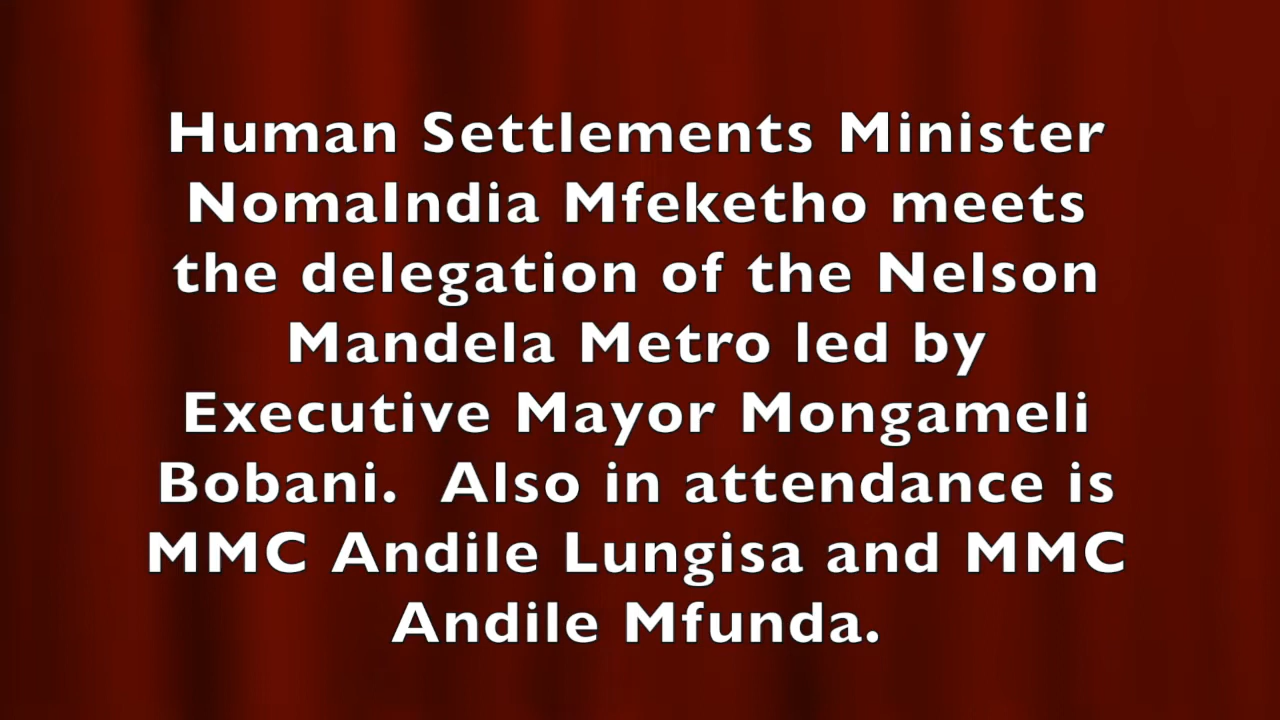 Human Settlements Minister
NomaIndia Mfeketho meets
the delegation of the Nelson
Mandela Metro led by
Executive Mayor Mongameli
Bobani.  Also in attendance is
MMC Andile Lungisa and MMC
Andile Mfunda.